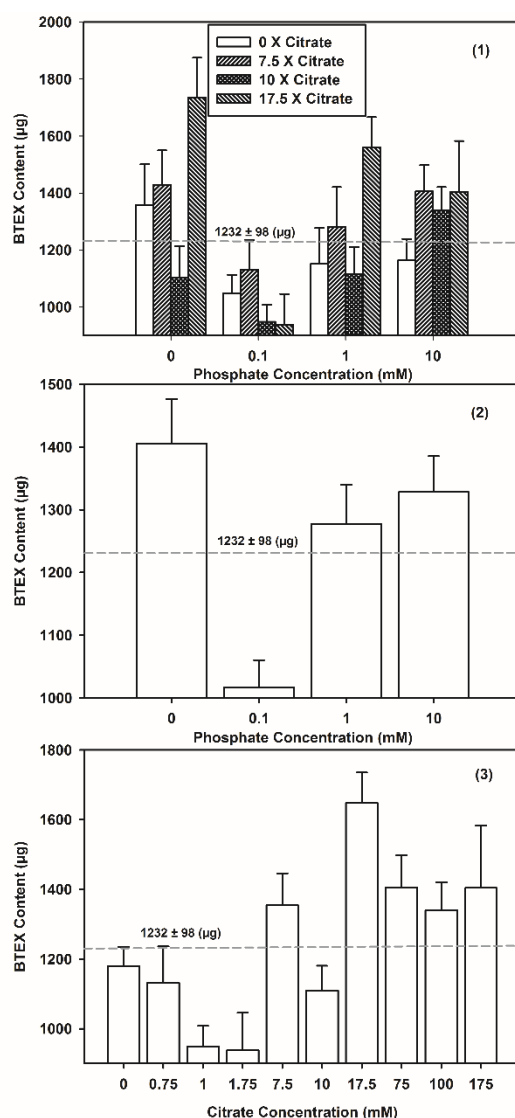 2000
(1)
0 X Citrate
7.5 X Citrate
10 X Citrate
17.5 X Citrate
1800
1600
1400
1200
1000
BTEX Content (µg)
1232 ± 98 (µg)
0 0.1 1 10
Phosphate Concentration (mM)
1500
(2)
1400
1300
1200
1100
1000
BTEX Content (µg)
1232 ± 98 (µg)
0 0.1 1 10
Phosphate Concentration (mM)
1800
(3)
1600
1400
1200
1000
BTEX Content (µg)
1232 ± 98 (µg)
0 0.75 1 1.75 7.5 10 17.5 75 100 175
Citrate Concentration (mM)